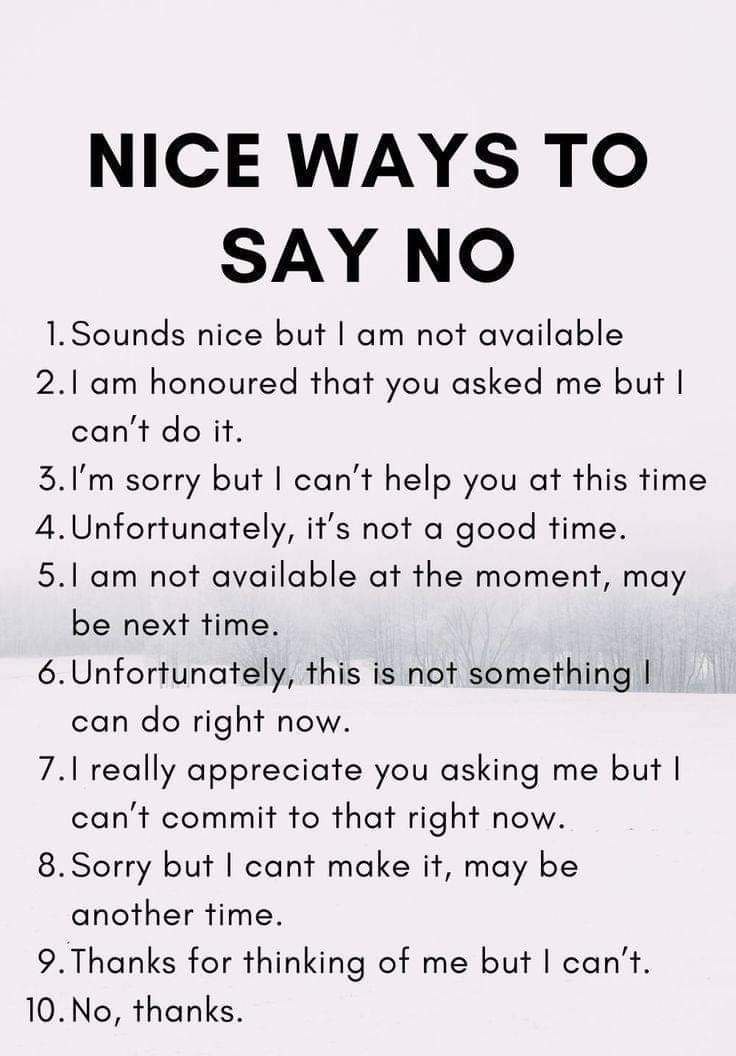 NICE WAYS TO
SAY NO
1. Sounds nice but I am not available
2. I am honoured that you asked me but I
can't do it.
3. I'm sorry but I can't help you at this time
4. Unfortunately, it's not a good time.
5. I am not available at the moment, may
be next time.
6. Unfortunately, this is not something I
can do right now.
7. I really appreciate you asking me but I
can't commit to that right now.
8. Sorry but I cant make it, may be
another time.
9. Thanks for thinking of me but I can't.
10. No, thanks.